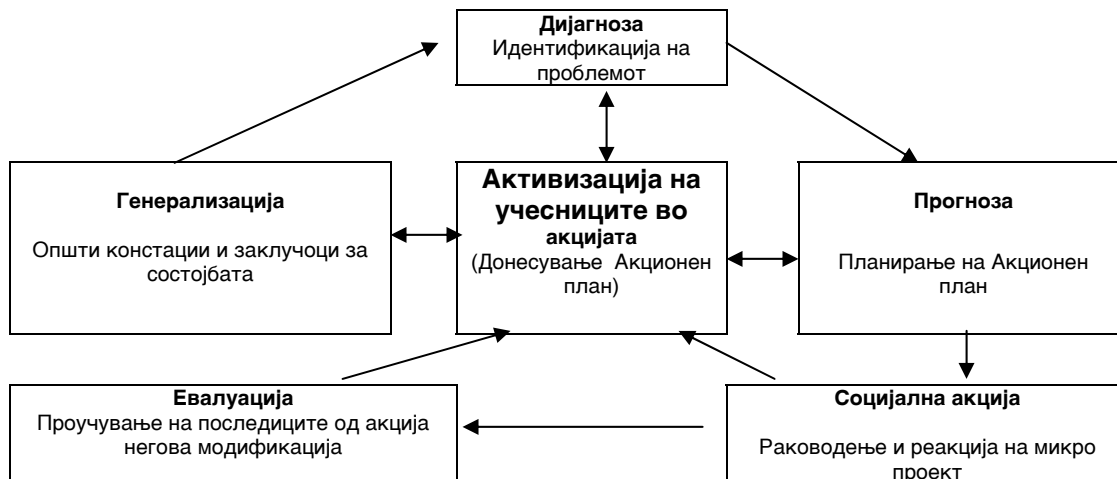 Дијагноза
Идентификација на
проблемот
Генерализација
Општи констации и заклучоци за
состојбата
Активизација на
учесниците во
акцијата
(Донесување Акционен
план)
Прогноза
Планирање на Акционен
план
Евалуација
Проучување на последиците од акција
негова модификација
Социјална акција
Раководење и реакција на микро
проект